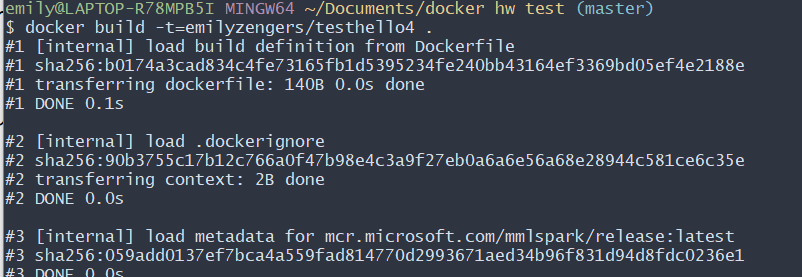 emily@LAPTOP-R78MPB5I MINGW64 ~/Documents/docker hw test (master)
$ docker build -t=emilyzengers/testhello4 .
#1 [internal] load build definition from Dockerfile
#1 sha256:b0174a3cad834c4fe73165fb1d5395234fe240bb43164ef3369bd05ef4e2188e
#1 transferring dockerfile: 140B 0.0s done
#1 DONE 0.1s
#2 [internal] load .dockerignore
#2 sha256:90b3755c17b12c766a0f47b98e4c3a9f27eb0a6a6e56a68e28944c581ce6c35e
#2 transferring context: 2B done
#2 DONE 0.0s
#3 [internal] load metadata for mcr.microsoft.com/mmlspark/release:latest
#3 sha256:059add0137ef7bca4a559fad814770d2993671aed34b96f831d94d8fdc0236e1
#3 DONE 0.0s